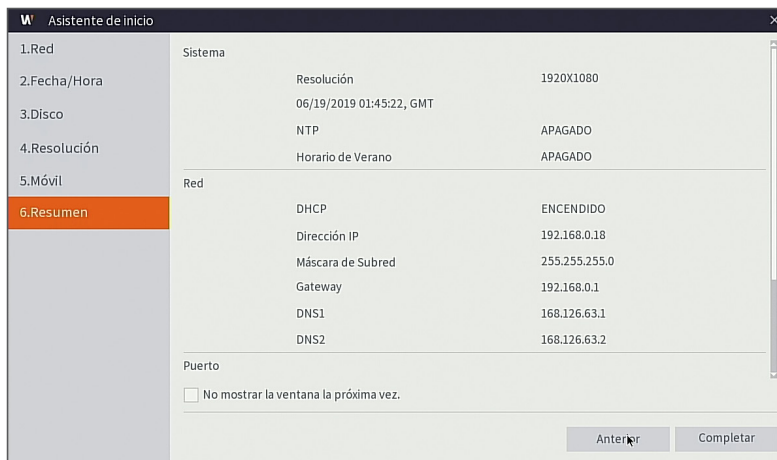 W Asistente de inicio
1.Red
2.Fecha/Hora
3.Disco
4.Resolución
5.Móvil
6.Resumen
Sistema
Resolución 1920X1080
06/19/2019 01:45:22, GMT
NTP APAGADO
Horario de Verano APAGADO
Red
DHCP ENCENDIDO
Dirección IP 192.168.0.18
Máscara de Subred 255.255.255.0
Gateway 192.168.0.1
DNS1 168.126.63.1
DNS2 168.126.63.2
Puerto
No mostrar la ventana la próxima vez.
Anterior Completar